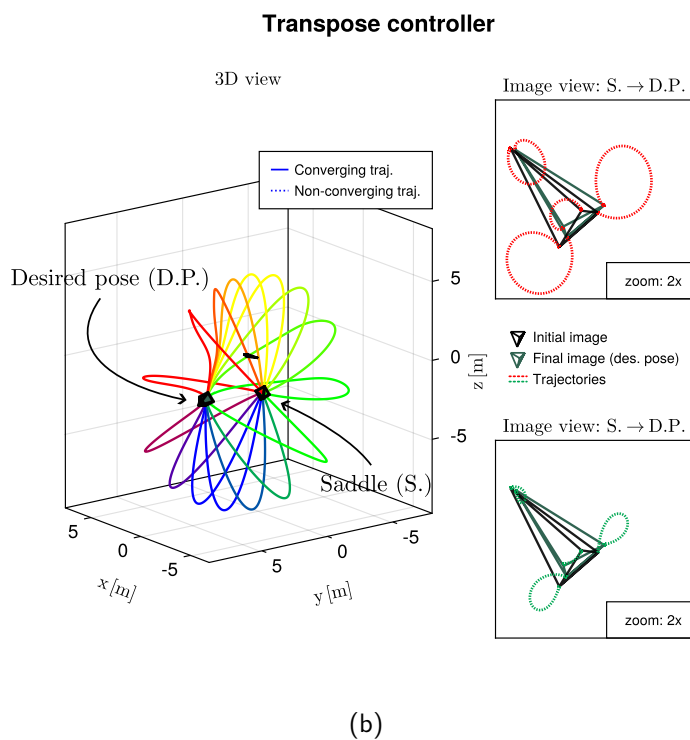 Transpose controller
3D view
Converging traj.
Non-converging traj.
Desired pose (D.P.)
Saddle (S.)
5
0
-5
z [m]
5
0
-5
x [m]
5
0
-5
y [m]
Image view: S. → D.P.
zoom: 2x
Initial image
Final image (des. pose)
Trajectories
Image view: S. → D.P.
zoom: 2x
(b)